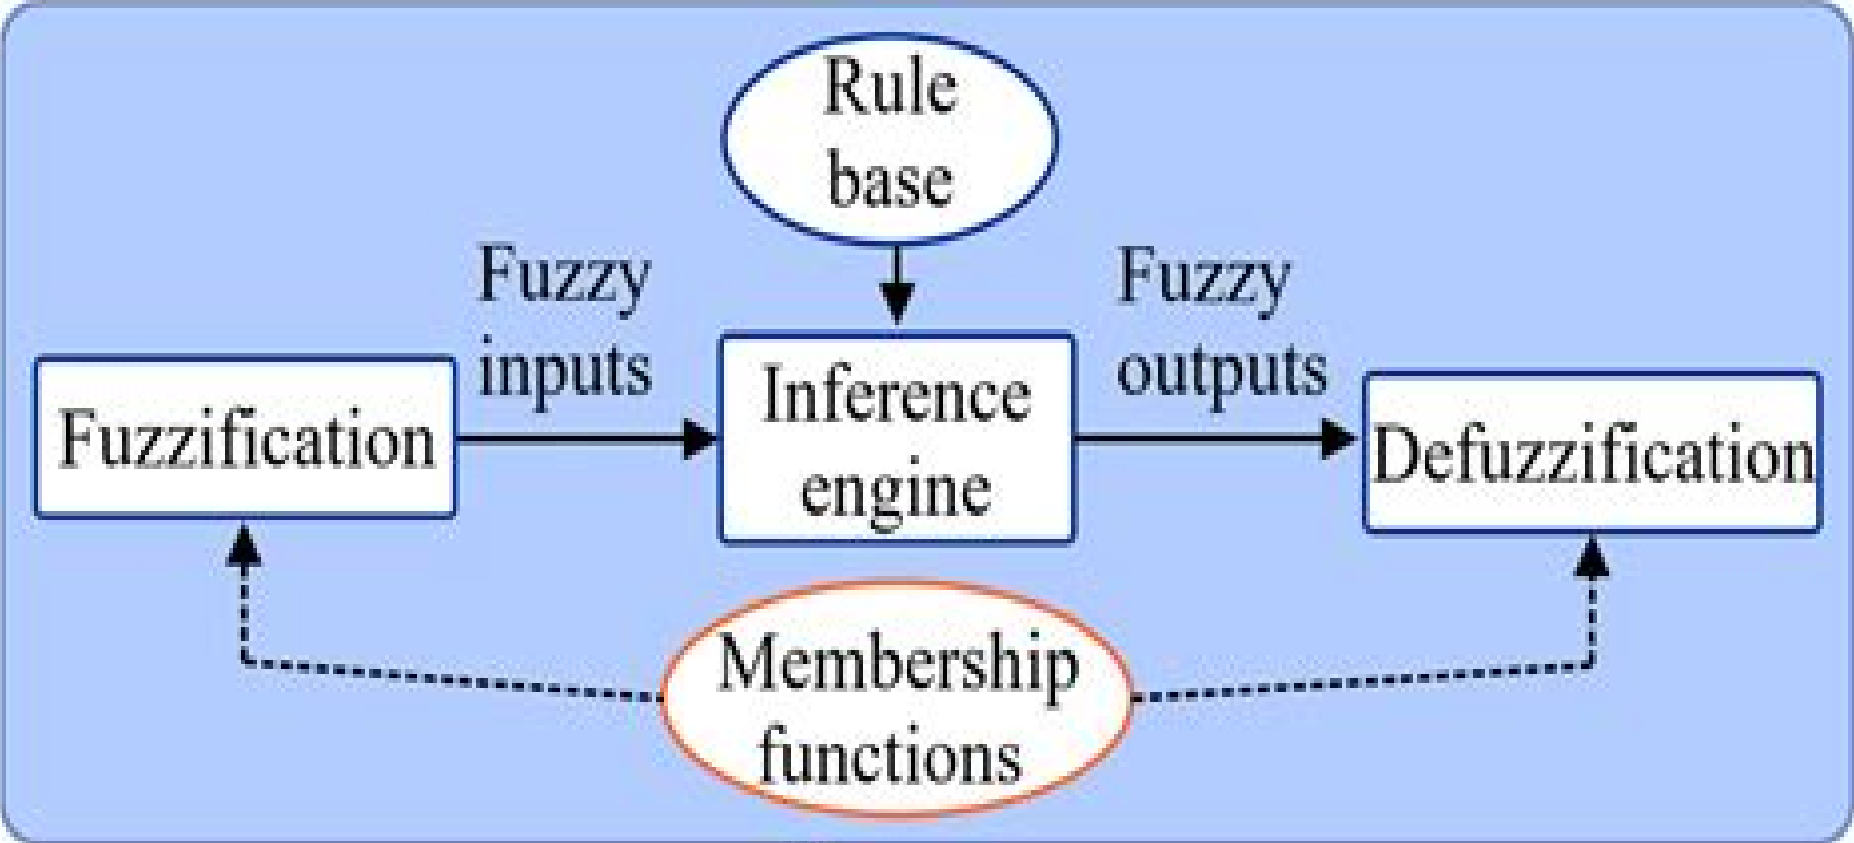 Rule
base
Fuzzy
inputs
Fuzzy
outputs
Fuzzification
Inference
engine
Defuzzification
Membership
functions